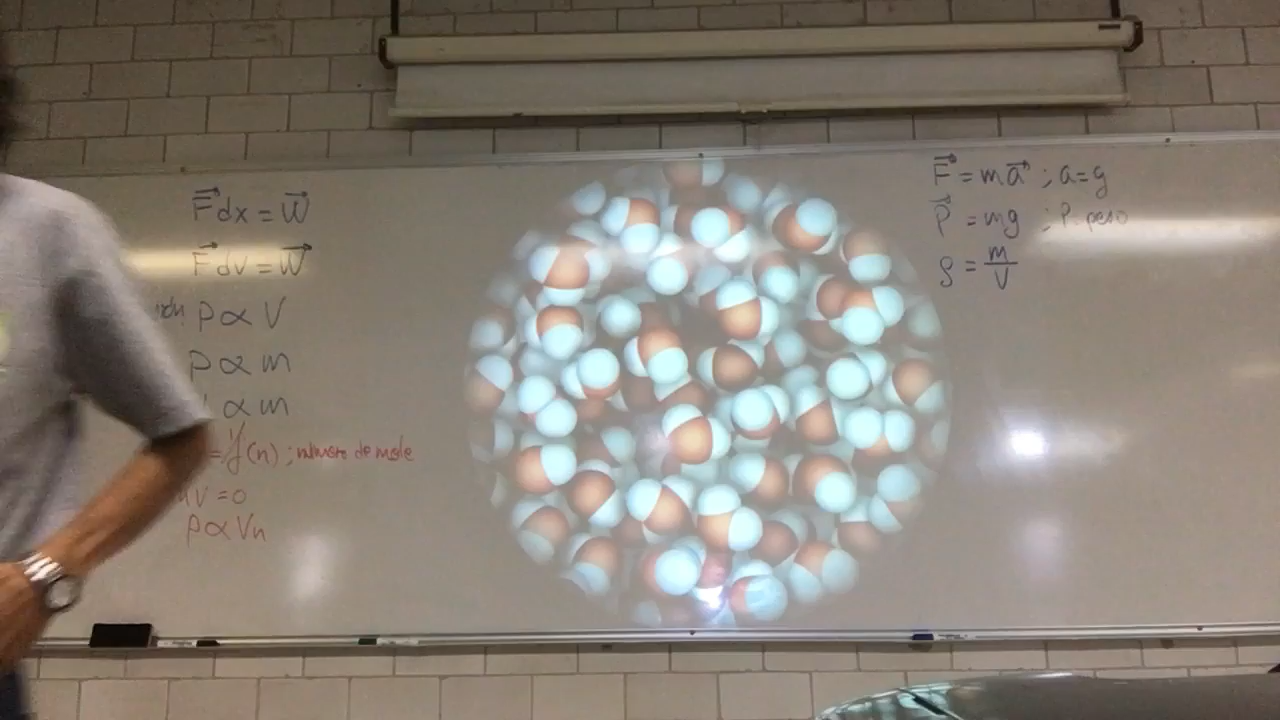 F⃗dx = W⃗
F⃗dv = W⃗
P ∝ V
P ∝ m
∝ m
= f(n) ; número de mole
V = 0
P ∝ Vn
F⃗ = ma⃗ ; a=g
P⃗ = mg ; P. peso
ρ = m/V